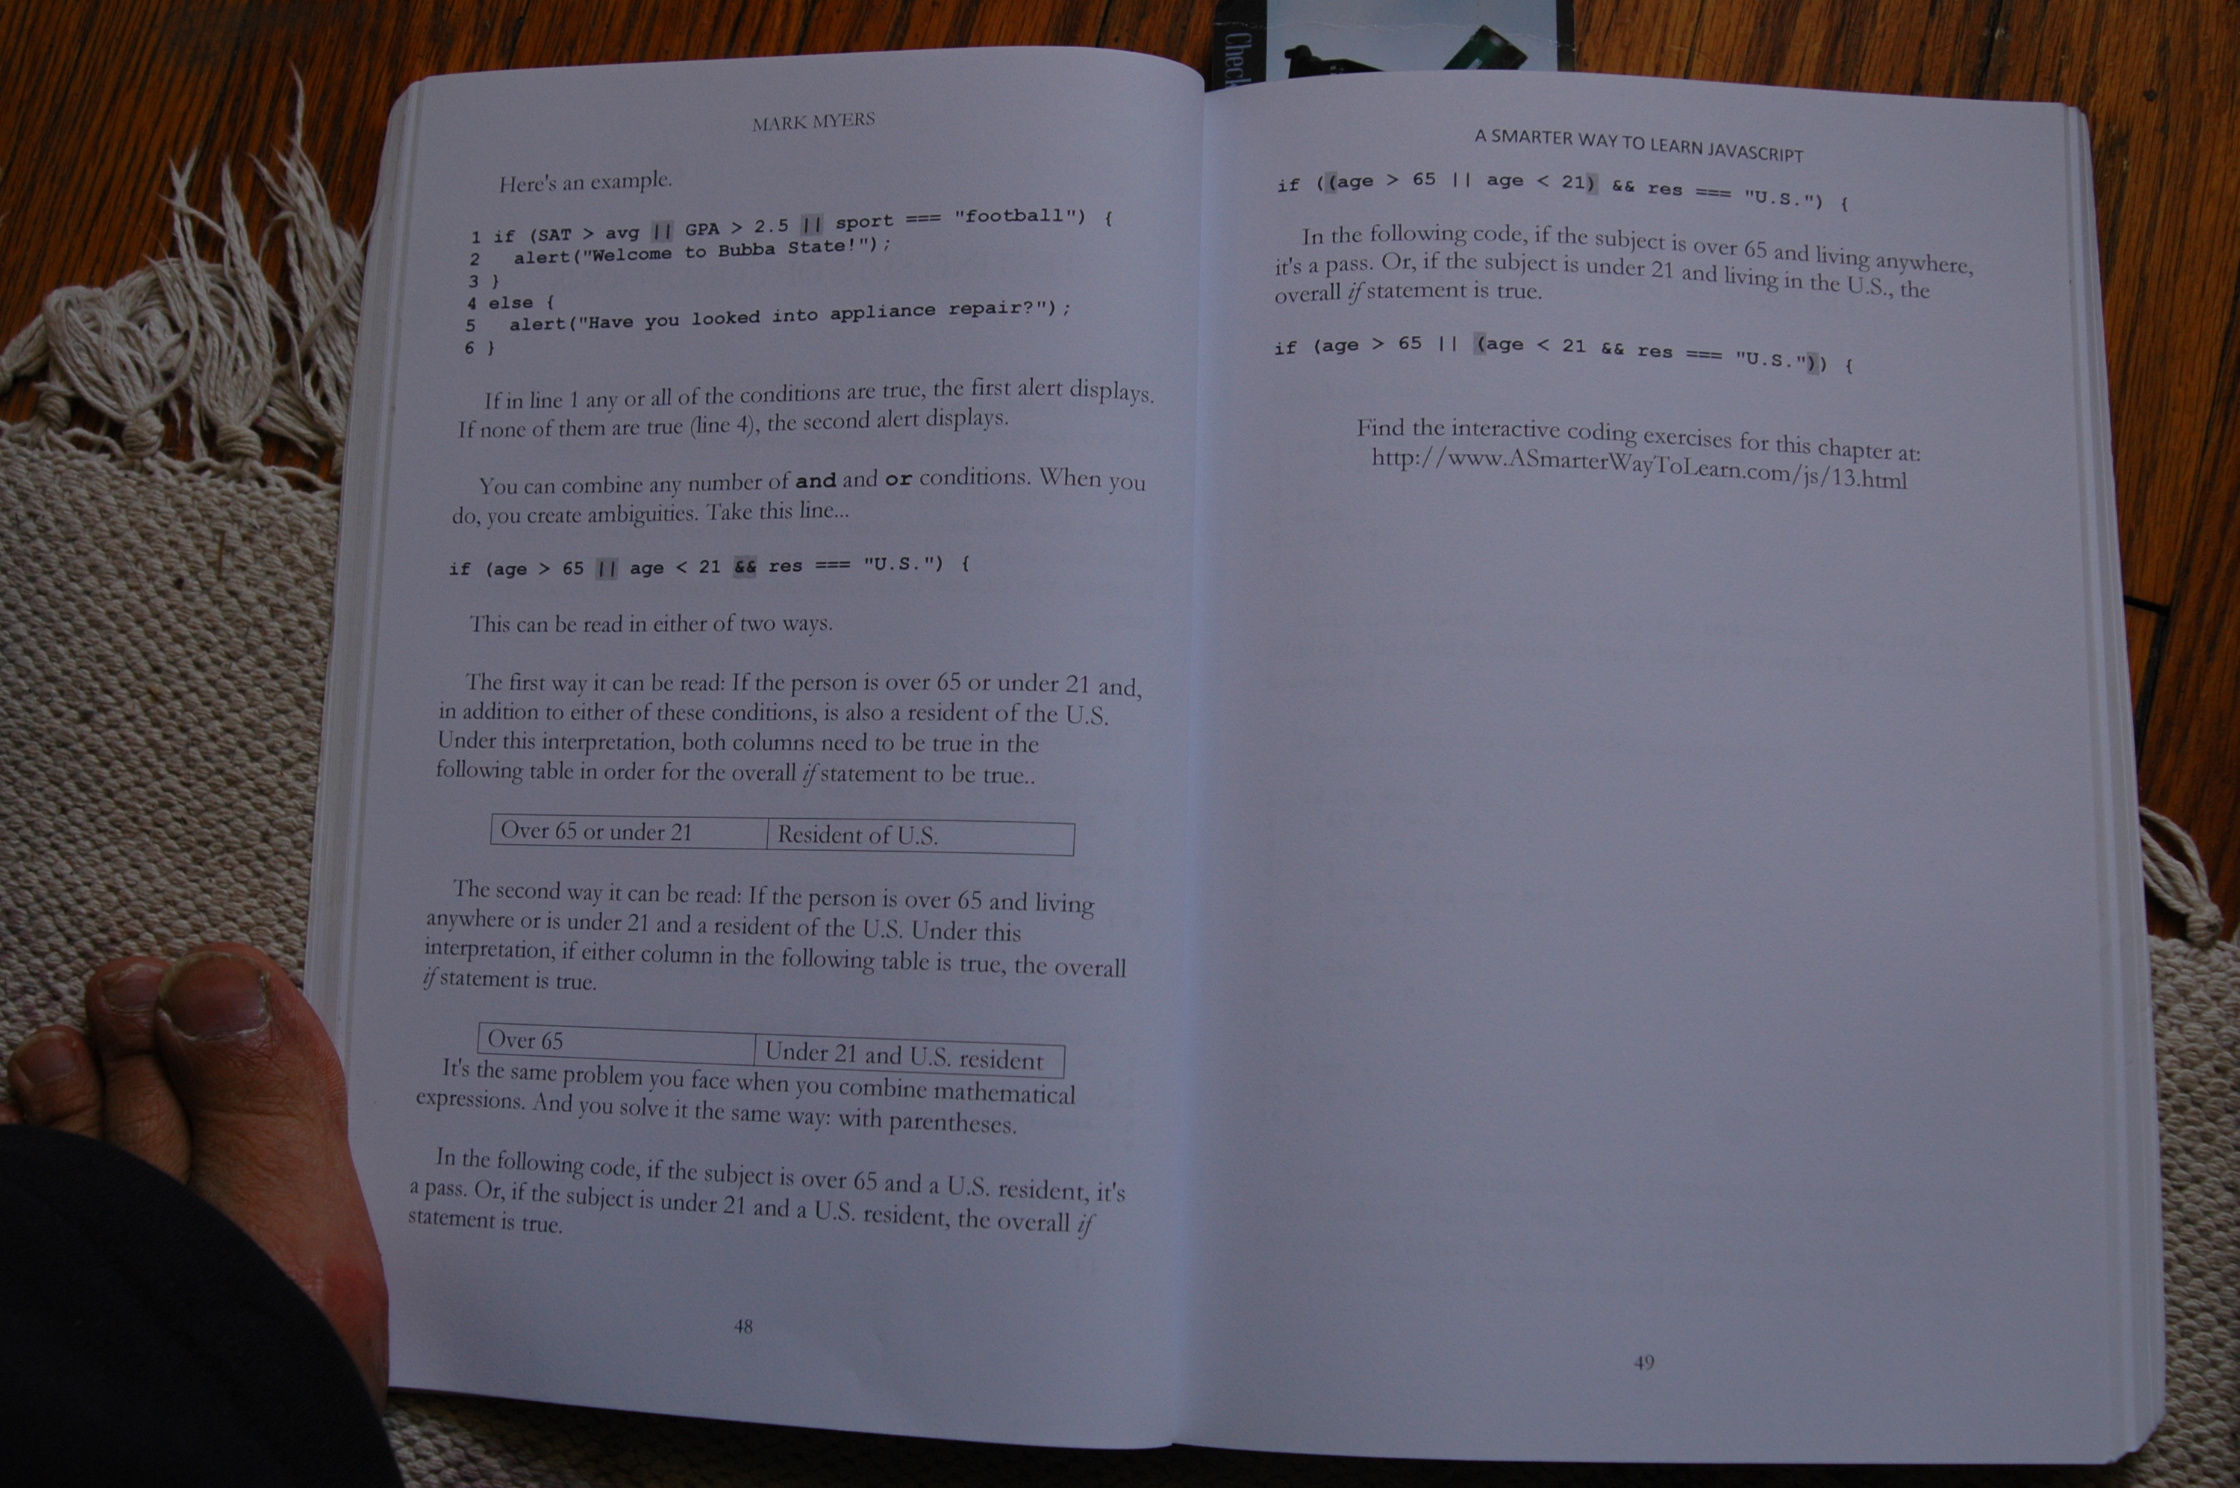 MARK MYERS
Here's an example.
1 if (SAT > avg || GPA > 2.5 || sport === "football") {
2   alert("Welcome to Bubba State!");
3 }
4 else {
5   alert("Have you looked into appliance repair?");
6 }
If in line 1 any or all of the conditions are true, the first alert displays.
If none of them are true (line 4), the second alert displays.
You can combine any number of and and or conditions. When you
do, you create ambiguities. Take this line...
if (age > 65 || age < 21 && res === "U.S.") {
This can be read in either of two ways.
The first way it can be read: If the person is over 65 or under 21 and,
in addition to either of these conditions, is also a resident of the U.S.
Under this interpretation, both columns need to be true in the
following table in order for the overall if statement to be true..
Over 65 or under 21 Resident of U.S.
The second way it can be read: If the person is over 65 and living
anywhere or is under 21 and a resident of the U.S. Under this
interpretation, if either column in the following table is true, the overall
if statement is true.
Over 65 Under 21 and U.S. resident
It's the same problem you face when you combine mathematical
expressions. And you solve it the same way: with parentheses.
In the following code, if the subject is over 65 and a U.S. resident, it's
a pass. Or, if the subject is under 21 and a U.S. resident, the overall if
statement is true.
48
A SMARTER WAY TO LEARN JAVASCRIPT
if ((age > 65 || age < 21) && res === "U.S.") {
In the following code, if the subject is over 65 and living anywhere,
it's a pass. Or, if the subject is under 21 and living in the U.S., the
overall if statement is true.
if (age > 65 || (age < 21 && res === "U.S.")) {
Find the interactive coding exercises for this chapter at:
http://www.ASmarterWayToLearn.com/js/13.html
49
Check